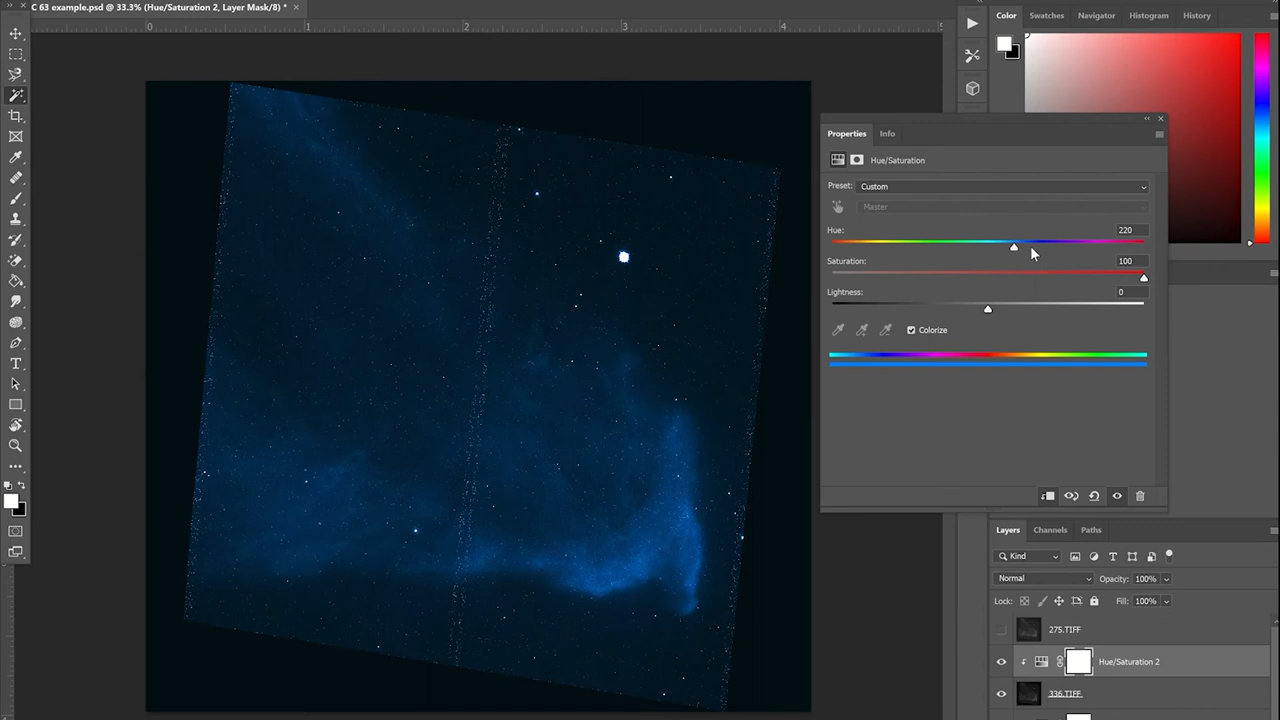 C 63 example.psd @ 33.3% (Hue/Saturation 2, Layer Mask/8) *
0 1 2 3 4 5
Color Swatches Navigator Histogram History
Properties Info
Hue/Saturation
Preset: Custom
Master
Hue: 220
Saturation: 100
Lightness: 0
Colorize
Layers Channels Paths
Kind
Normal Opacity: 100%
Lock: Fill: 100%
275.TIFF
Hue/Saturation 2
336.TIFF